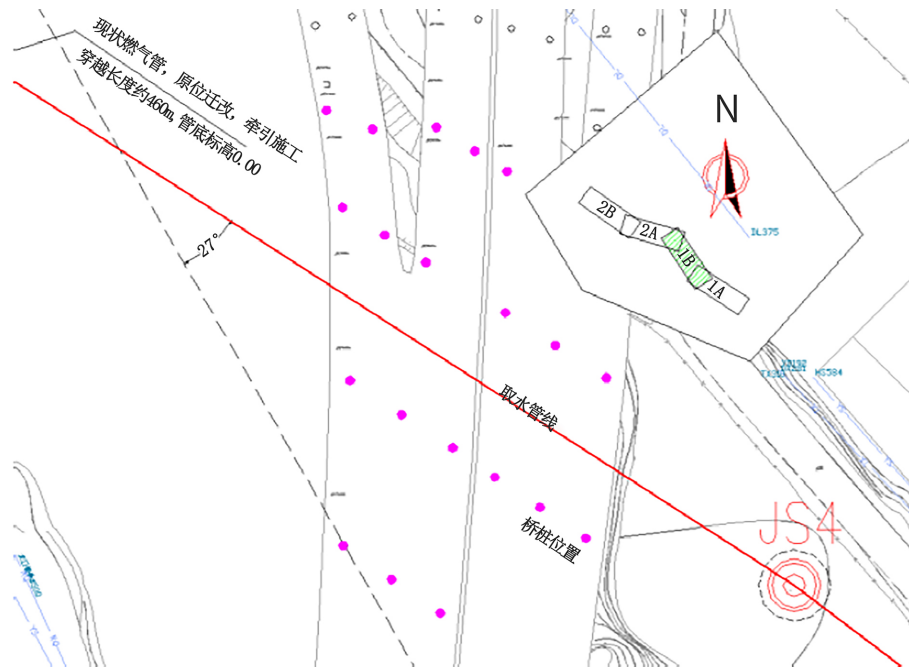 现状燃气管，原位迁改，牵引施工
穿越长度约460m,管底标高0.00
27°
N
2B
2A
1B
1A
DL375
HS584
取水管线
桥桩位置
JS4